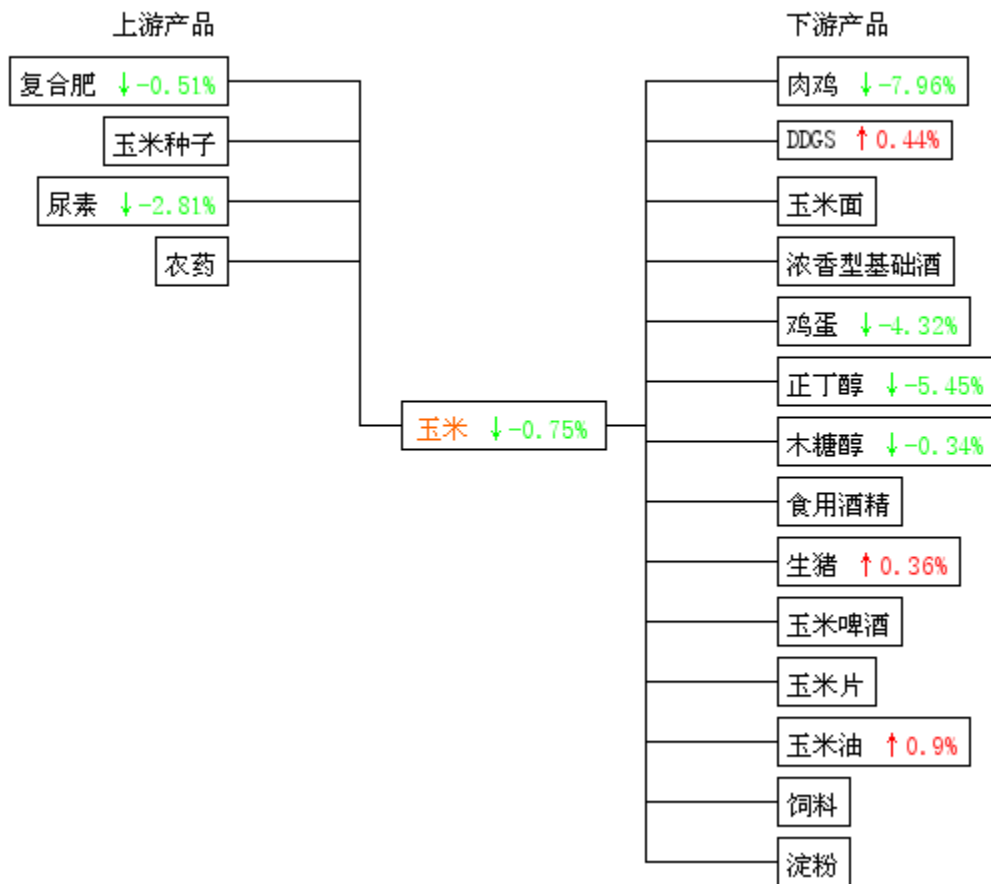 上游产品
复合肥 ↓-0.51%
玉米种子
尿素 ↓-2.81%
农药
玉米 ↓-0.75%
下游产品
肉鸡 ↓-7.96%
DDGS ↑0.44%
玉米面
浓香型基础酒
鸡蛋 ↓-4.32%
正丁醇 ↓-5.45%
木糖醇 ↓-0.34%
食用酒精
生猪 ↑0.36%
玉米啤酒
玉米片
玉米油 ↑0.9%
饲料
淀粉